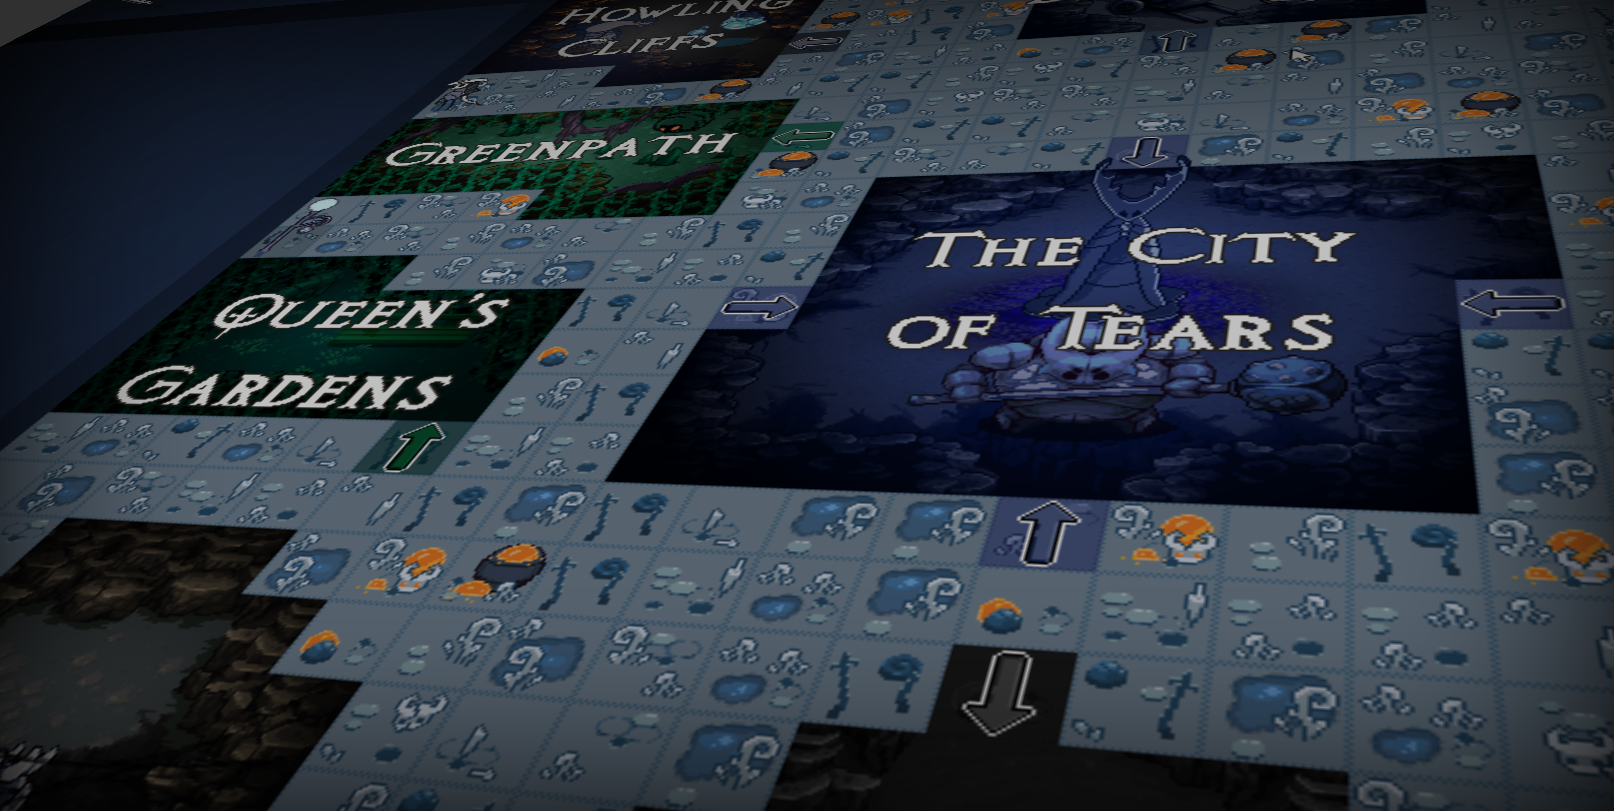 HOWLING
CLIFFS
GREENPATH
THE CITY
OF TEARS
QUEEN'S
GARDENS